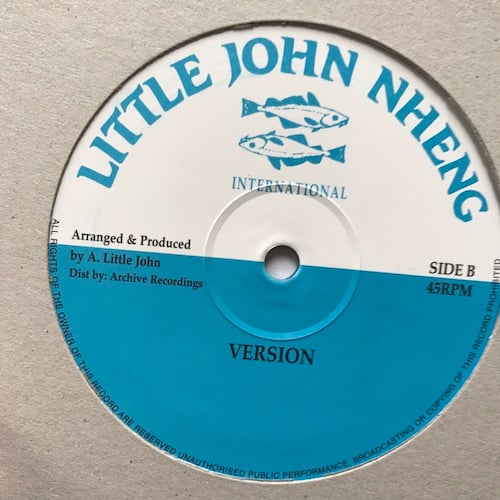 LITTLE JOHN NHENG
INTERNATIONAL
Arranged & Produced
by A. Little John
Dist by: Archive Recordings
SIDE B
45RPM
VERSION
ALL RIGHTS OF THE OWNER OF THIS RECORD ARE RESERVED UNAUTHORISED PUBLIC PERFORMANCE. BROADCASTING OR COPYING OF THIS RECORD PROHIBITED